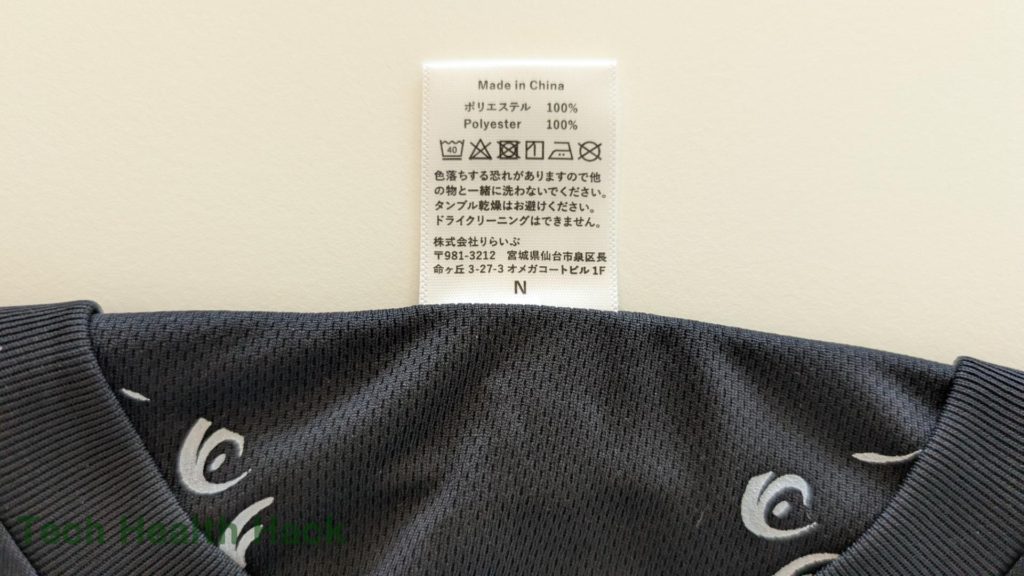 Made in China
ポリエステル 100%
Polyester 100%
40
色落ちする恐れがありますので他
の物と一緒に洗わないでください。
タンブル乾燥はお避けください。
ドライクリーニングはできません。
株式会社りらいぶ
〒981-3212 宮城県仙台市泉区長
命ヶ丘 3-27-3 オメガコートビル 1F
N
Tech Health Hack